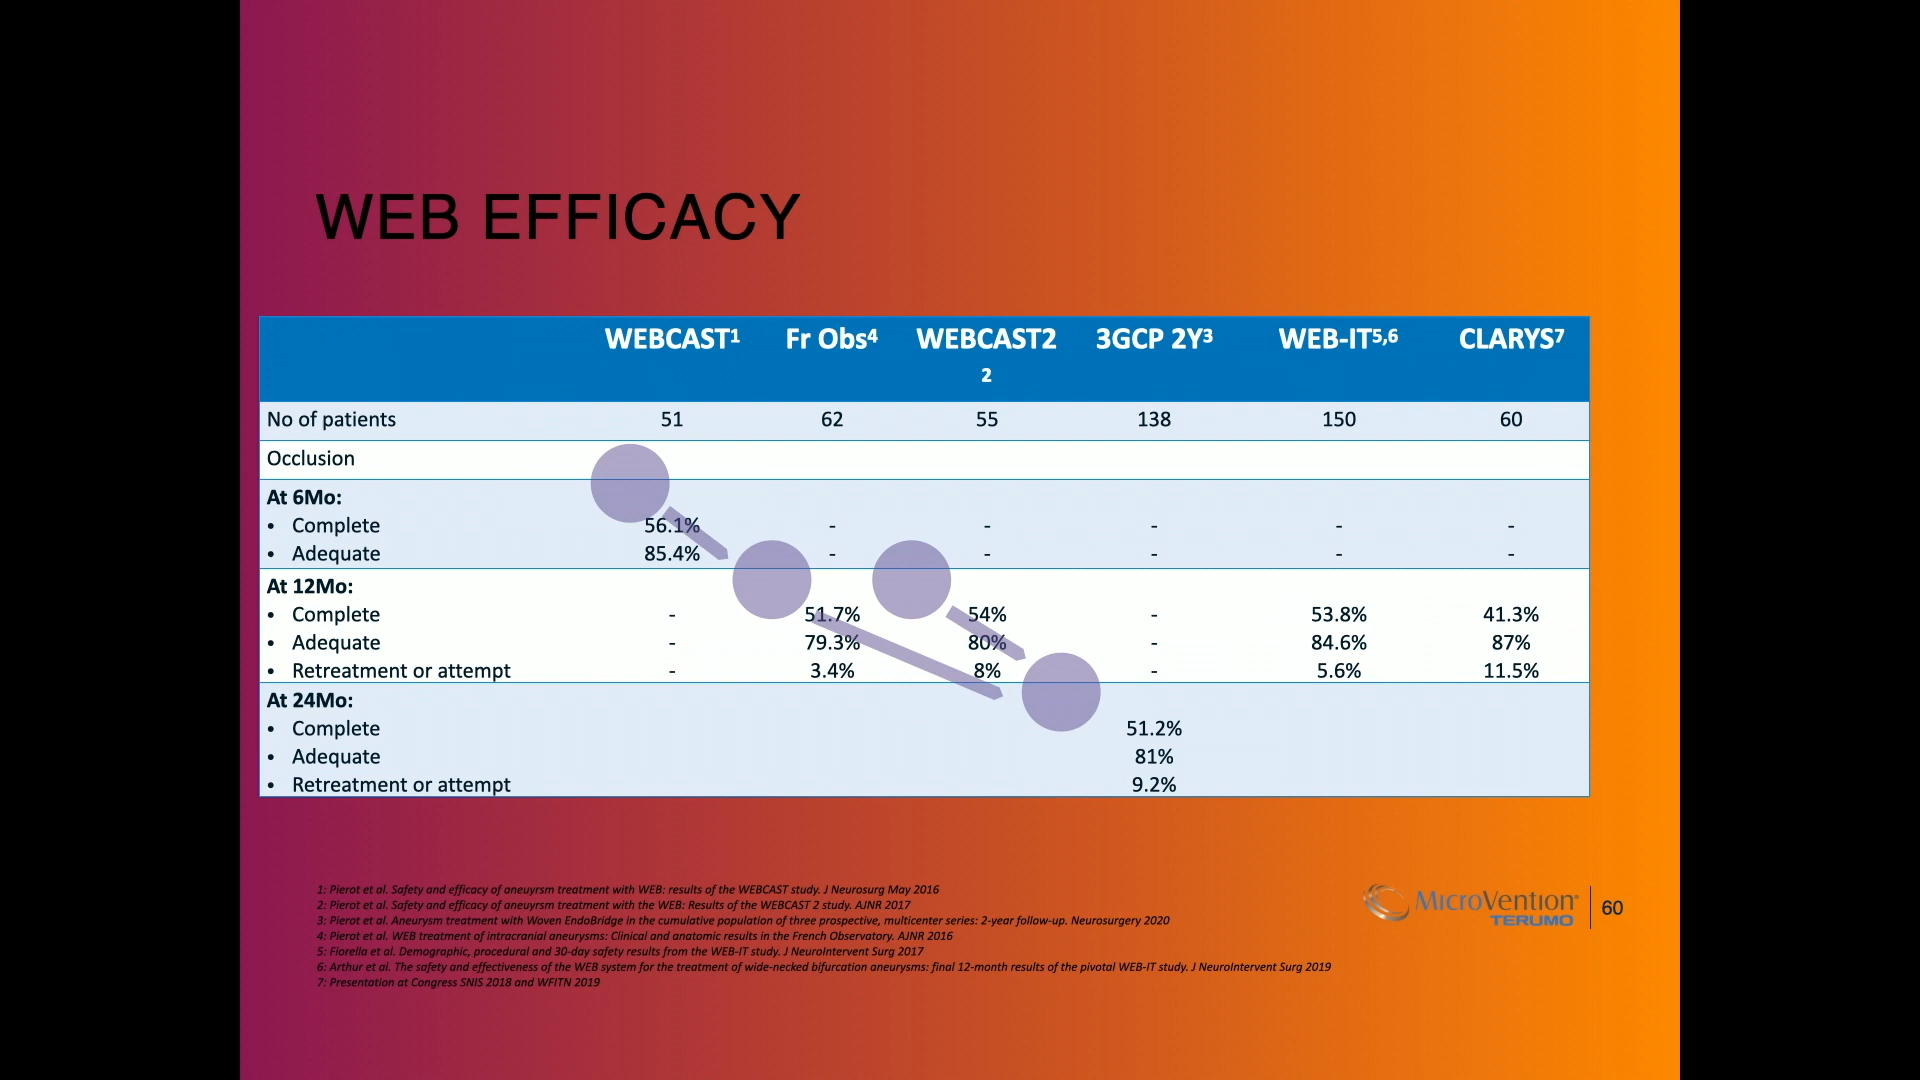 WEB EFFICACY
WEBCAST1 Fr Obs4 WEBCAST2 2 3GCP 2Y3 WEB-IT5,6 CLARYS7
No of patients 51 62 55 138 150 60
Occlusion
At 6Mo:
• Complete 56.1% - - - - -
• Adequate 85.4% - - - - -
At 12Mo:
• Complete - 51.7% 54% - 53.8% 41.3%
• Adequate - 79.3% 80% - 84.6% 87%
• Retreatment or attempt - 3.4% 8% - 5.6% 11.5%
At 24Mo:
• Complete 51.2%
• Adequate 81%
• Retreatment or attempt 9.2%
1: Pierot et al. Safety and efficacy of aneuyrsm treatment with WEB: results of the WEBCAST study. J Neurosurg May 2016
2: Pierot et al. Safety and efficacy of aneuyrsm treatment with the WEB: Results of the WEBCAST 2 study. AJNR 2017
3: Pierot et al. Aneurysm treatment with Woven EndoBridge in the cumulative population of three prospective, multicenter series: 2-year follow-up. Neurosurgery 2020
4: Pierot et al. WEB treatment of intracranial aneurysms: Clinical and anatomic results in the French Observatory. AJNR 2016
5: Fiorella et al. Demographic, procedural and 30-day safety results from the WEB-IT study. J NeuroIntervent Surg 2017
6: Arthur et al. The safety and effectiveness of the WEB system for the treatment of wide-necked bifurcation aneurysms: final 12-month results of the pivotal WEB-IT study. J NeuroIntervent Surg 2019
7: Presentation at Congress SNIS 2018 and WFITN 2019
MicroVention®
TERUMO
60